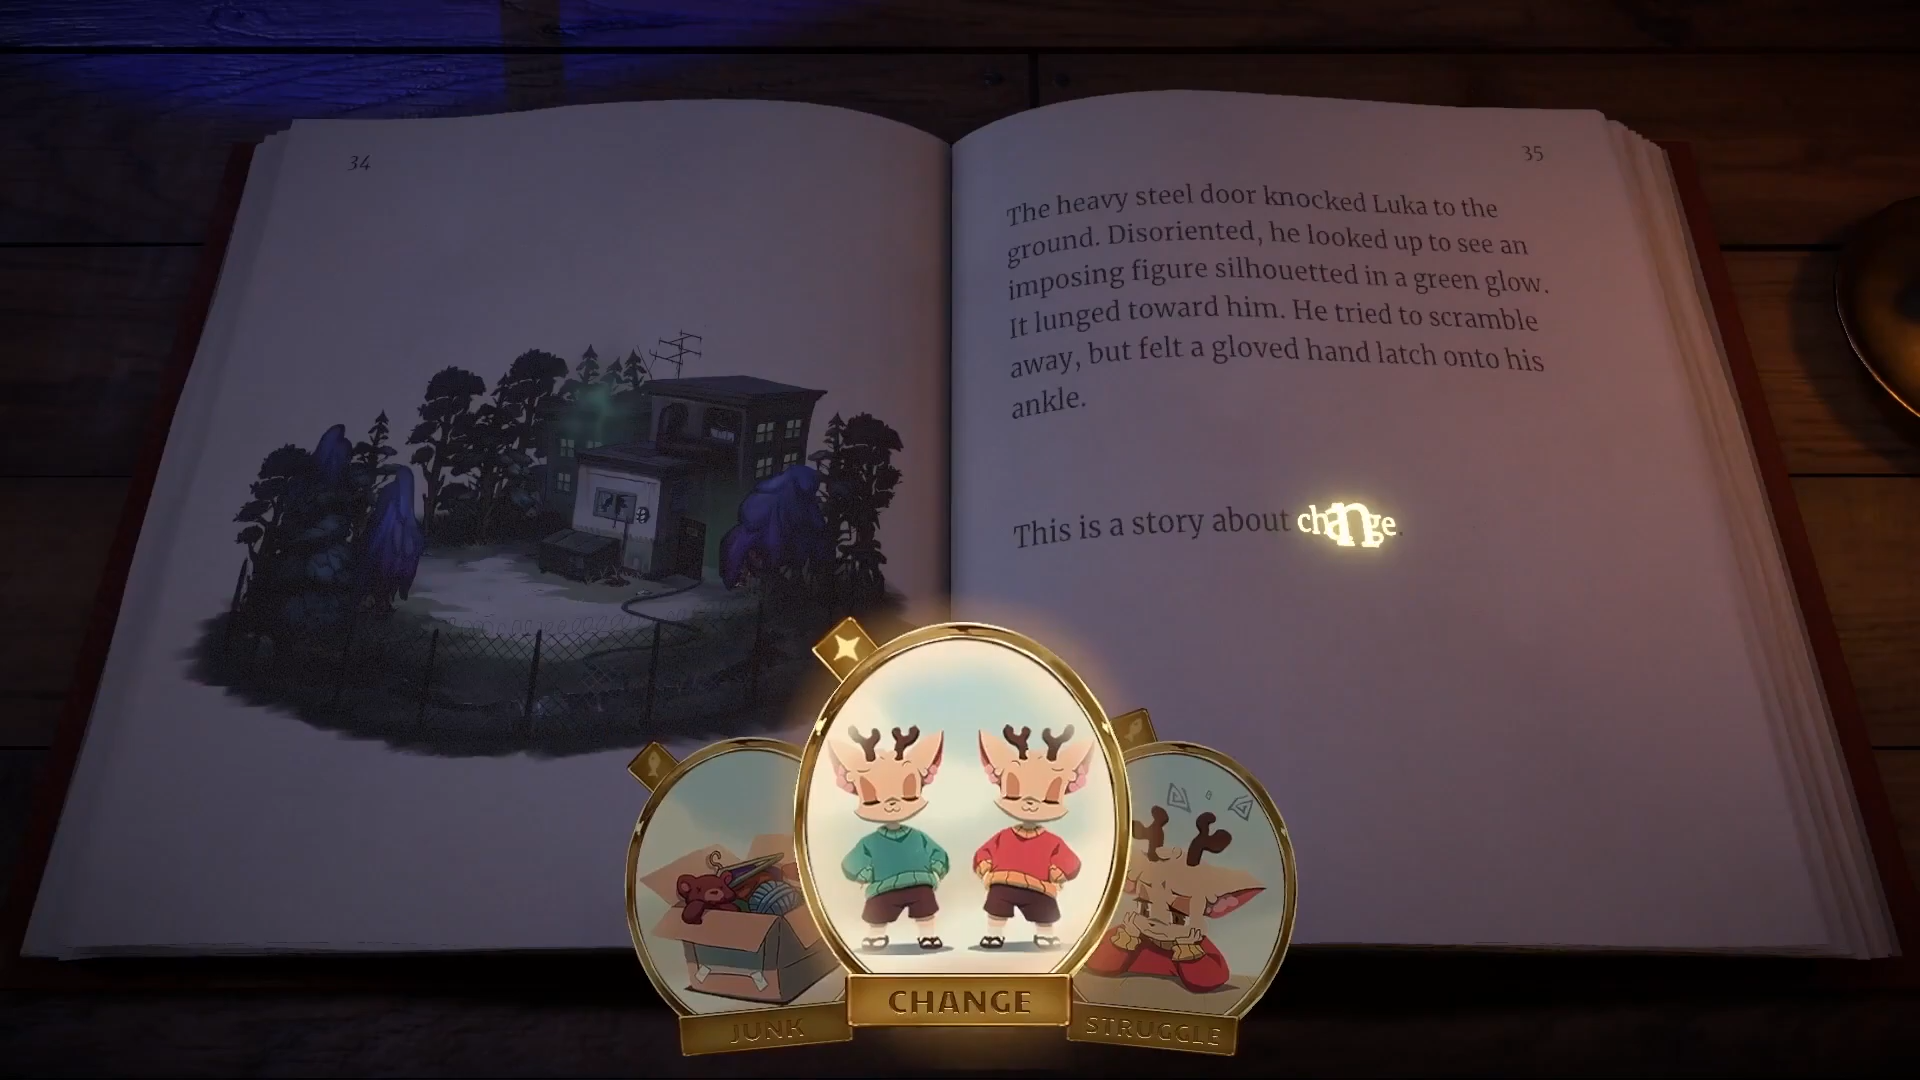 34
35
The heavy steel door knocked Luka to the
ground. Disoriented, he looked up to see an
imposing figure silhouetted in a green glow.
It lunged toward him. He tried to scramble
away, but felt a gloved hand latch onto his
ankle.
This is a story about change.
JUNK
CHANGE
STRUGGLE